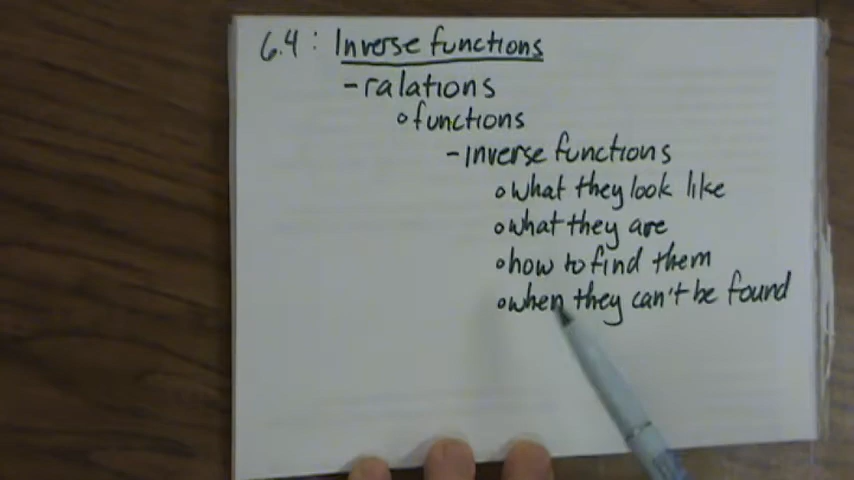 6.4: Inverse functions
- ralations
o functions
- inverse functions
o what they look like
o what they are
o how to find them
o when they can't be found